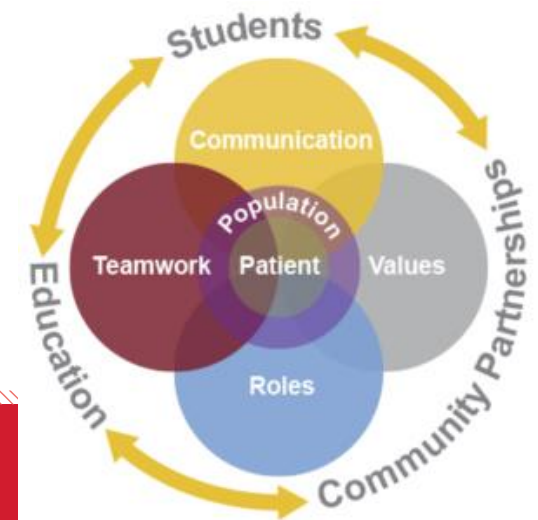 Students
Communication
Population
Teamwork
Patient
Values
Roles
Education
Community Partnerships